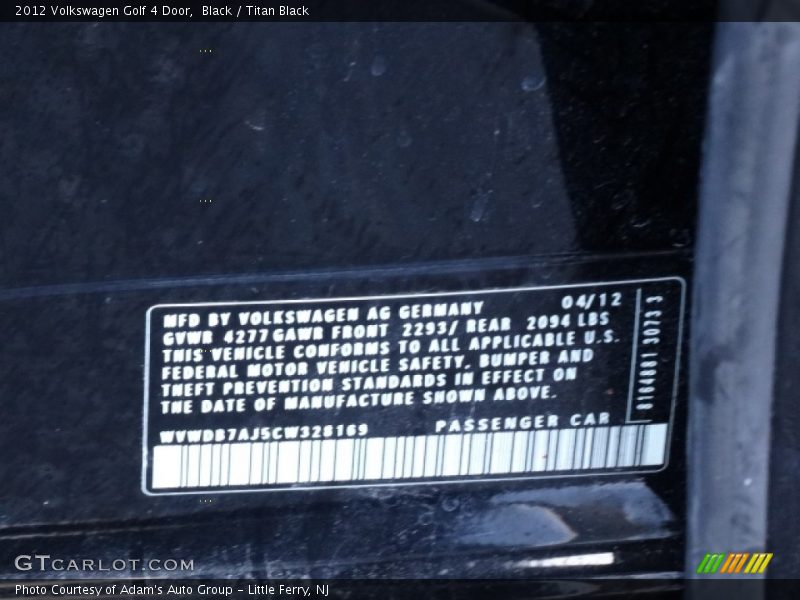 2012 Volkswagen Golf 4 Door, Black / Titan Black
MFD BY VOLKSWAGEN AG GERMANY 04/12
GVWR 4277 GAWR FRONT 2293/ REAR 2094 LBS
THIS VEHICLE CONFORMS TO ALL APPLICABLE U.S.
FEDERAL MOTOR VEHICLE SAFETY, BUMPER AND
THEFT PREVENTION STANDARDS IN EFFECT ON
THE DATE OF MANUFACTURE SHOWN ABOVE.
WVWDB7AJ5CW328169 PASSENGER CAR
GTCARLOT.COM
Photo Courtesy of Adam's Auto Group - Little Ferry, NJ